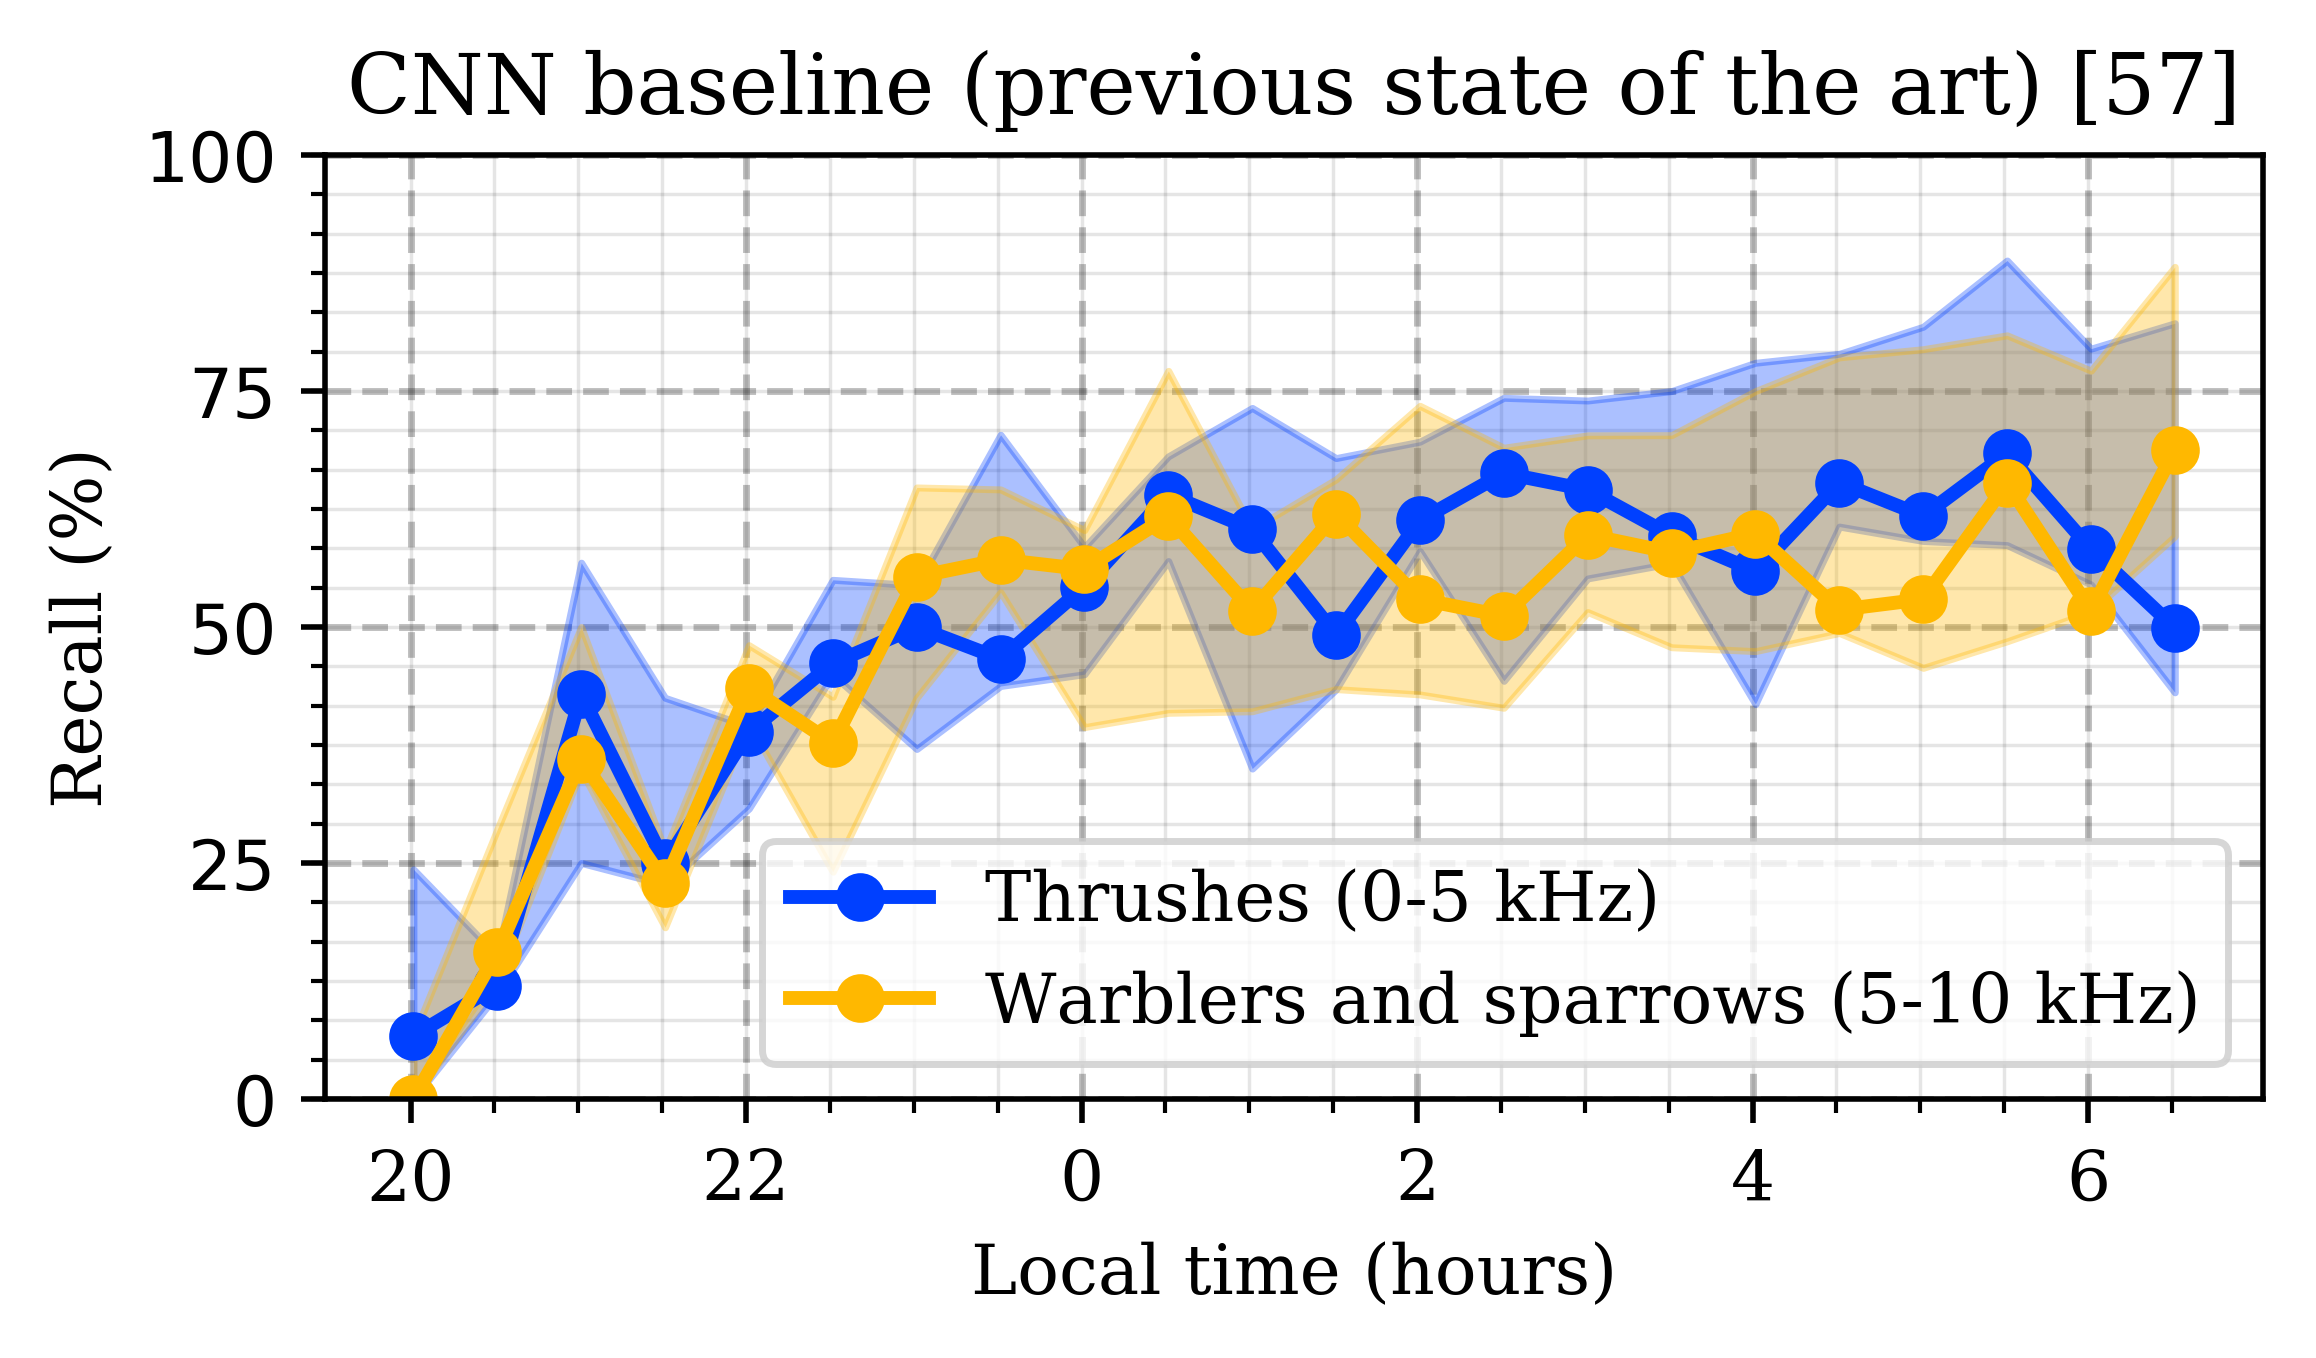 CNN baseline (previous state of the art) [57]
100
75
50
25
0
Recall (%)
Thrushes (0-5 kHz)
Warblers and sparrows (5-10 kHz)
20 22 0 2 4 6
Local time (hours)